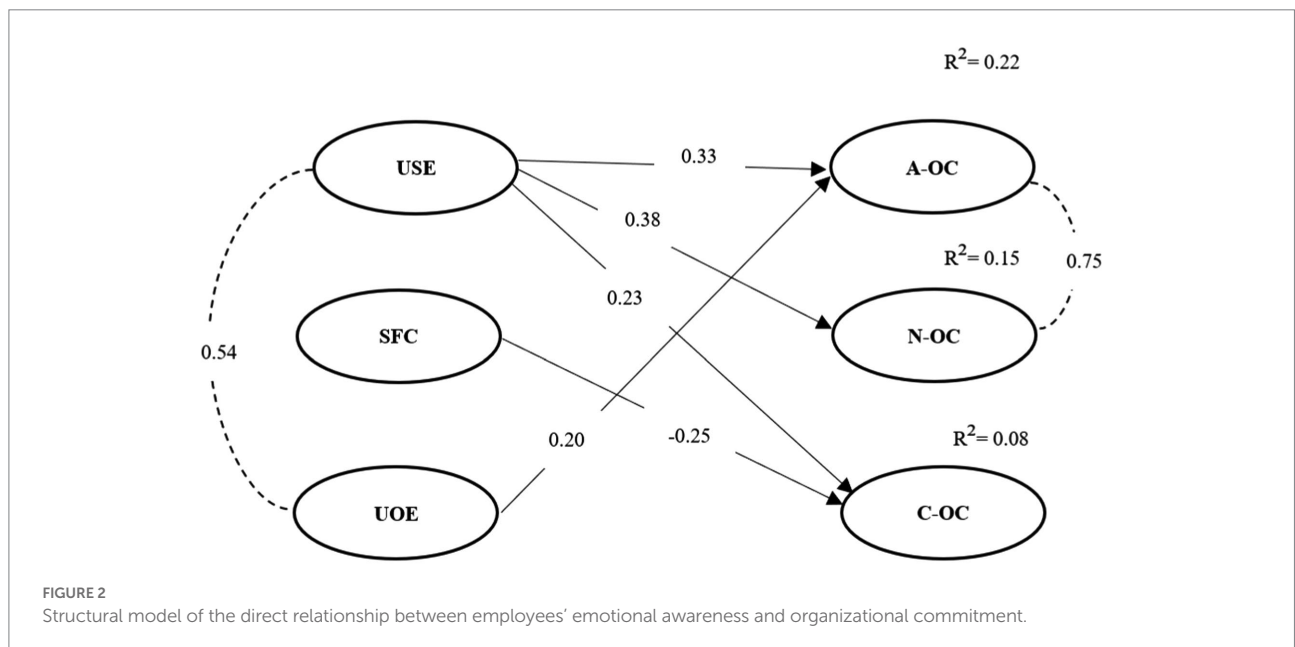 R²= 0.22
USE
0.33
A-OC
0.38
R²= 0.15
0.75
0.23
SFC
N-OC
0.54
0.20
-0.25
R²= 0.08
UOE
C-OC
FIGURE 2
Structural model of the direct relationship between employees’ emotional awareness and organizational commitment.